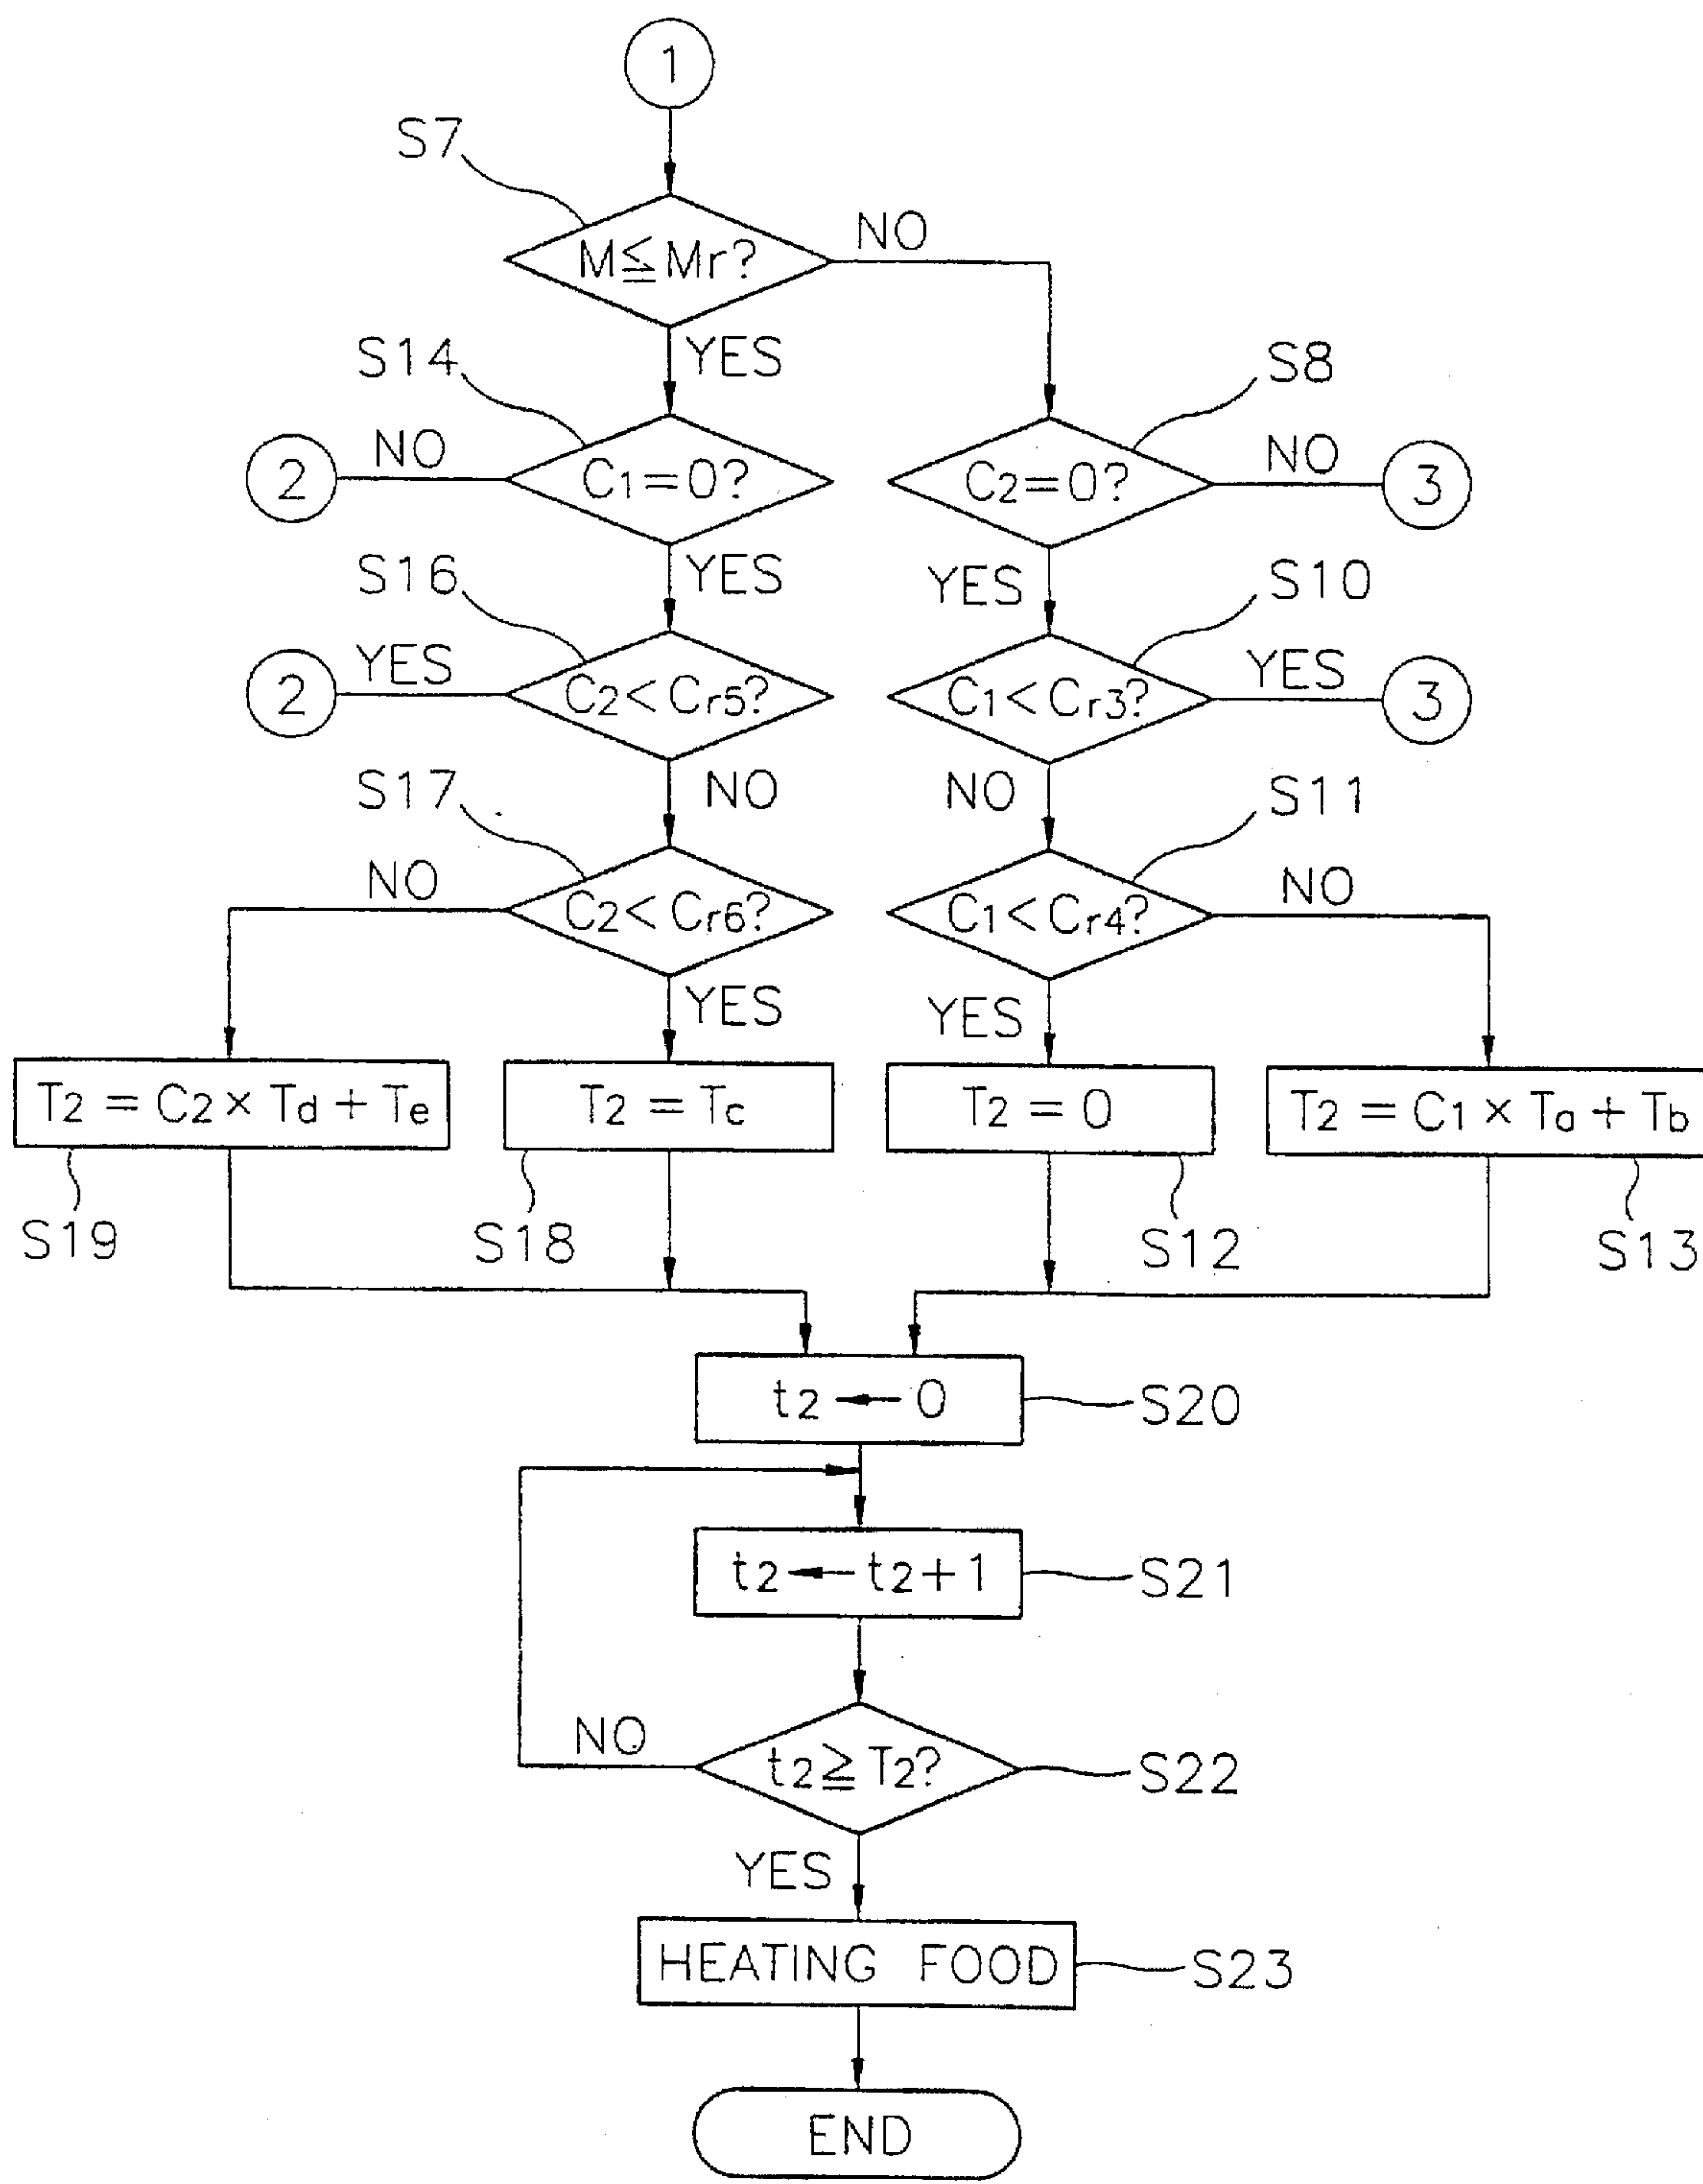 1
S7
M≦Mr?
NO
YES
S14
S8
2
NO
C1=0?
C2=0?
NO
3
YES
YES
S16
S10
2
YES
C2<Cr5?
C1<Cr3?
YES
3
NO
NO
S17
S11
NO
C2<Cr6?
C1<Cr4?
NO
YES
YES
T2 = C2 × Td + Te
T2 = Tc
T2 = 0
T2 = C1 × Ta + Tb
S19
S18
S12
S13
t2 ← 0
S20
t2 ← t2+1
S21
NO
t2≧T2?
S22
YES
HEATING FOOD
S23
END